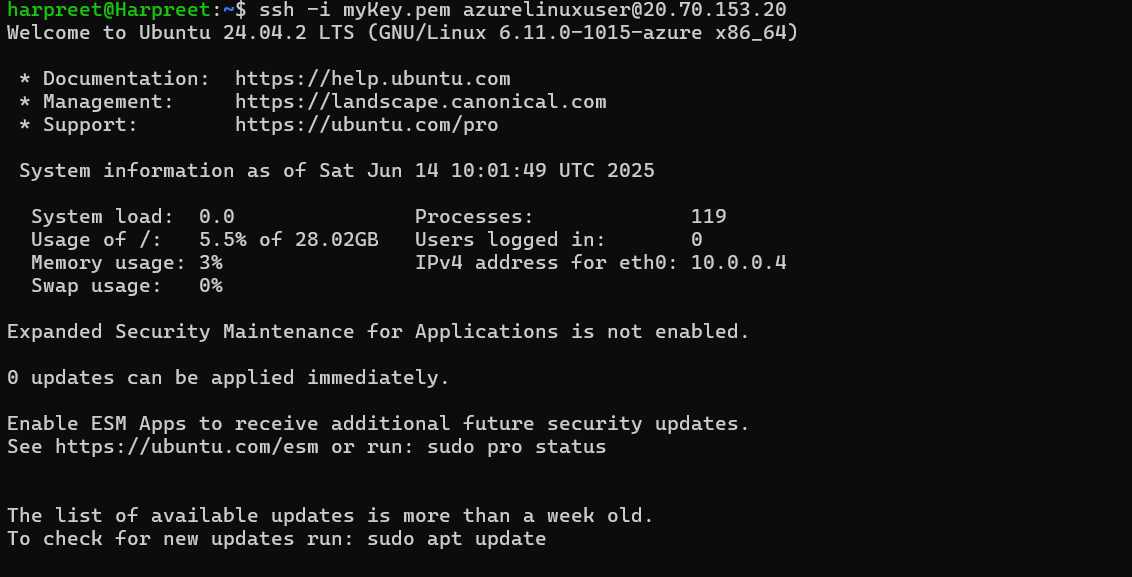 harpreet@Harpreet:~$ ssh -i myKey.pem azurelinuxuser@20.70.153.20
Welcome to Ubuntu 24.04.2 LTS (GNU/Linux 6.11.0-1015-azure x86_64)
* Documentation:  https://help.ubuntu.com
* Management:     https://landscape.canonical.com
* Support:        https://ubuntu.com/pro
System information as of Sat Jun 14 10:01:49 UTC 2025
System load:  0.0               Processes:             119
Usage of /:   5.5% of 28.02GB   Users logged in:       0
Memory usage: 3%                IPv4 address for eth0: 10.0.0.4
Swap usage:   0%
Expanded Security Maintenance for Applications is not enabled.
0 updates can be applied immediately.
Enable ESM Apps to receive additional future security updates.
See https://ubuntu.com/esm or run: sudo pro status
The list of available updates is more than a week old.
To check for new updates run: sudo apt update